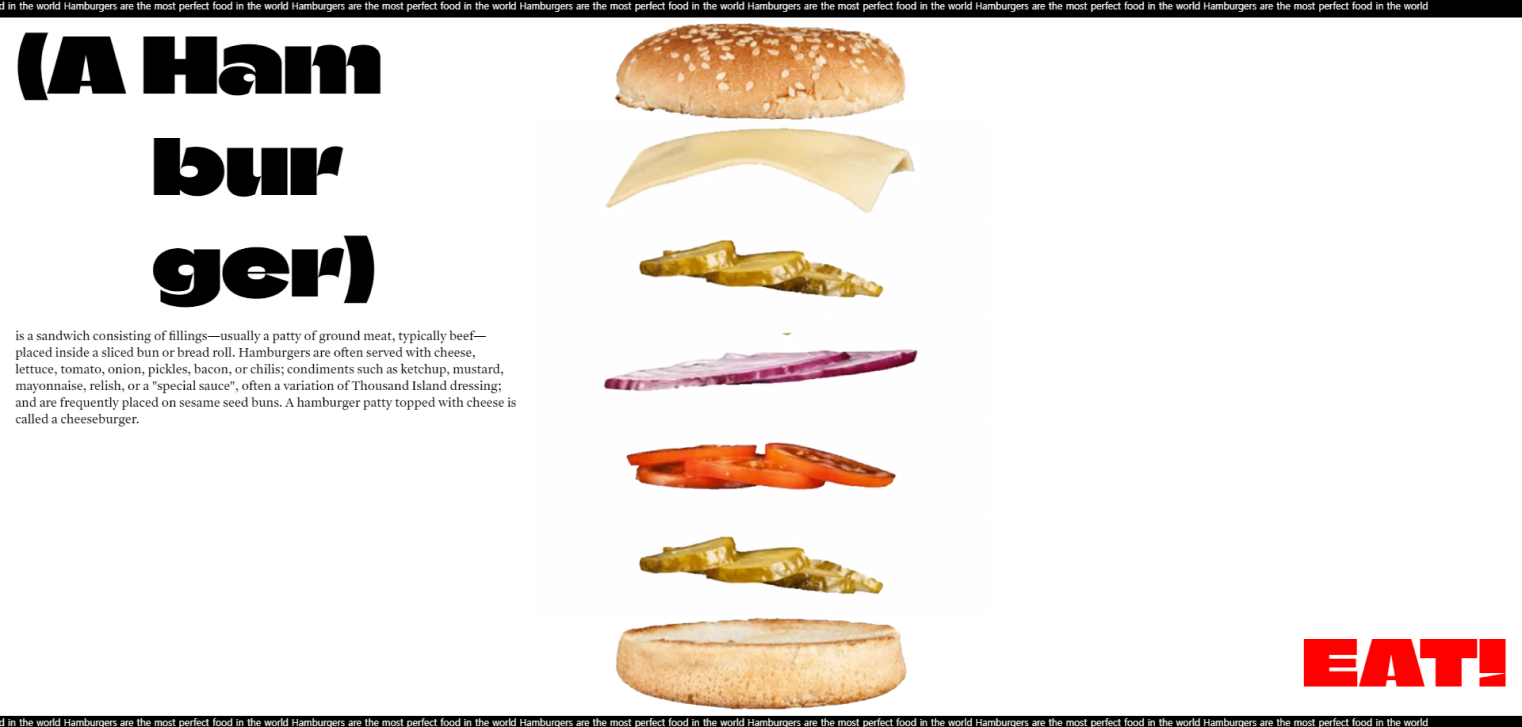 d in the world Hamburgers are the most perfect food in the world Hamburgers are the most perfect food in the world Hamburgers are the most perfect food in the world Hamburgers are the most perfect food in the world Hamburgers are the most perfect food in the world Hamburgers are the most perfect food in the world
(A Ham
bur
ger)
is a sandwich consisting of fillings—usually a patty of ground meat, typically beef—
placed inside a sliced bun or bread roll. Hamburgers are often served with cheese,
lettuce, tomato, onion, pickles, bacon, or chilis; condiments such as ketchup, mustard,
mayonnaise, relish, or a "special sauce", often a variation of Thousand Island dressing;
and are frequently placed on sesame seed buns. A hamburger patty topped with cheese is
called a cheeseburger.
EAT!
d in the world Hamburgers are the most perfect food in the world Hamburgers are the most perfect food in the world Hamburgers are the most perfect food in the world Hamburgers are the most perfect food in the world Hamburgers are the most perfect food in the world Hamburgers are the most perfect food in the world